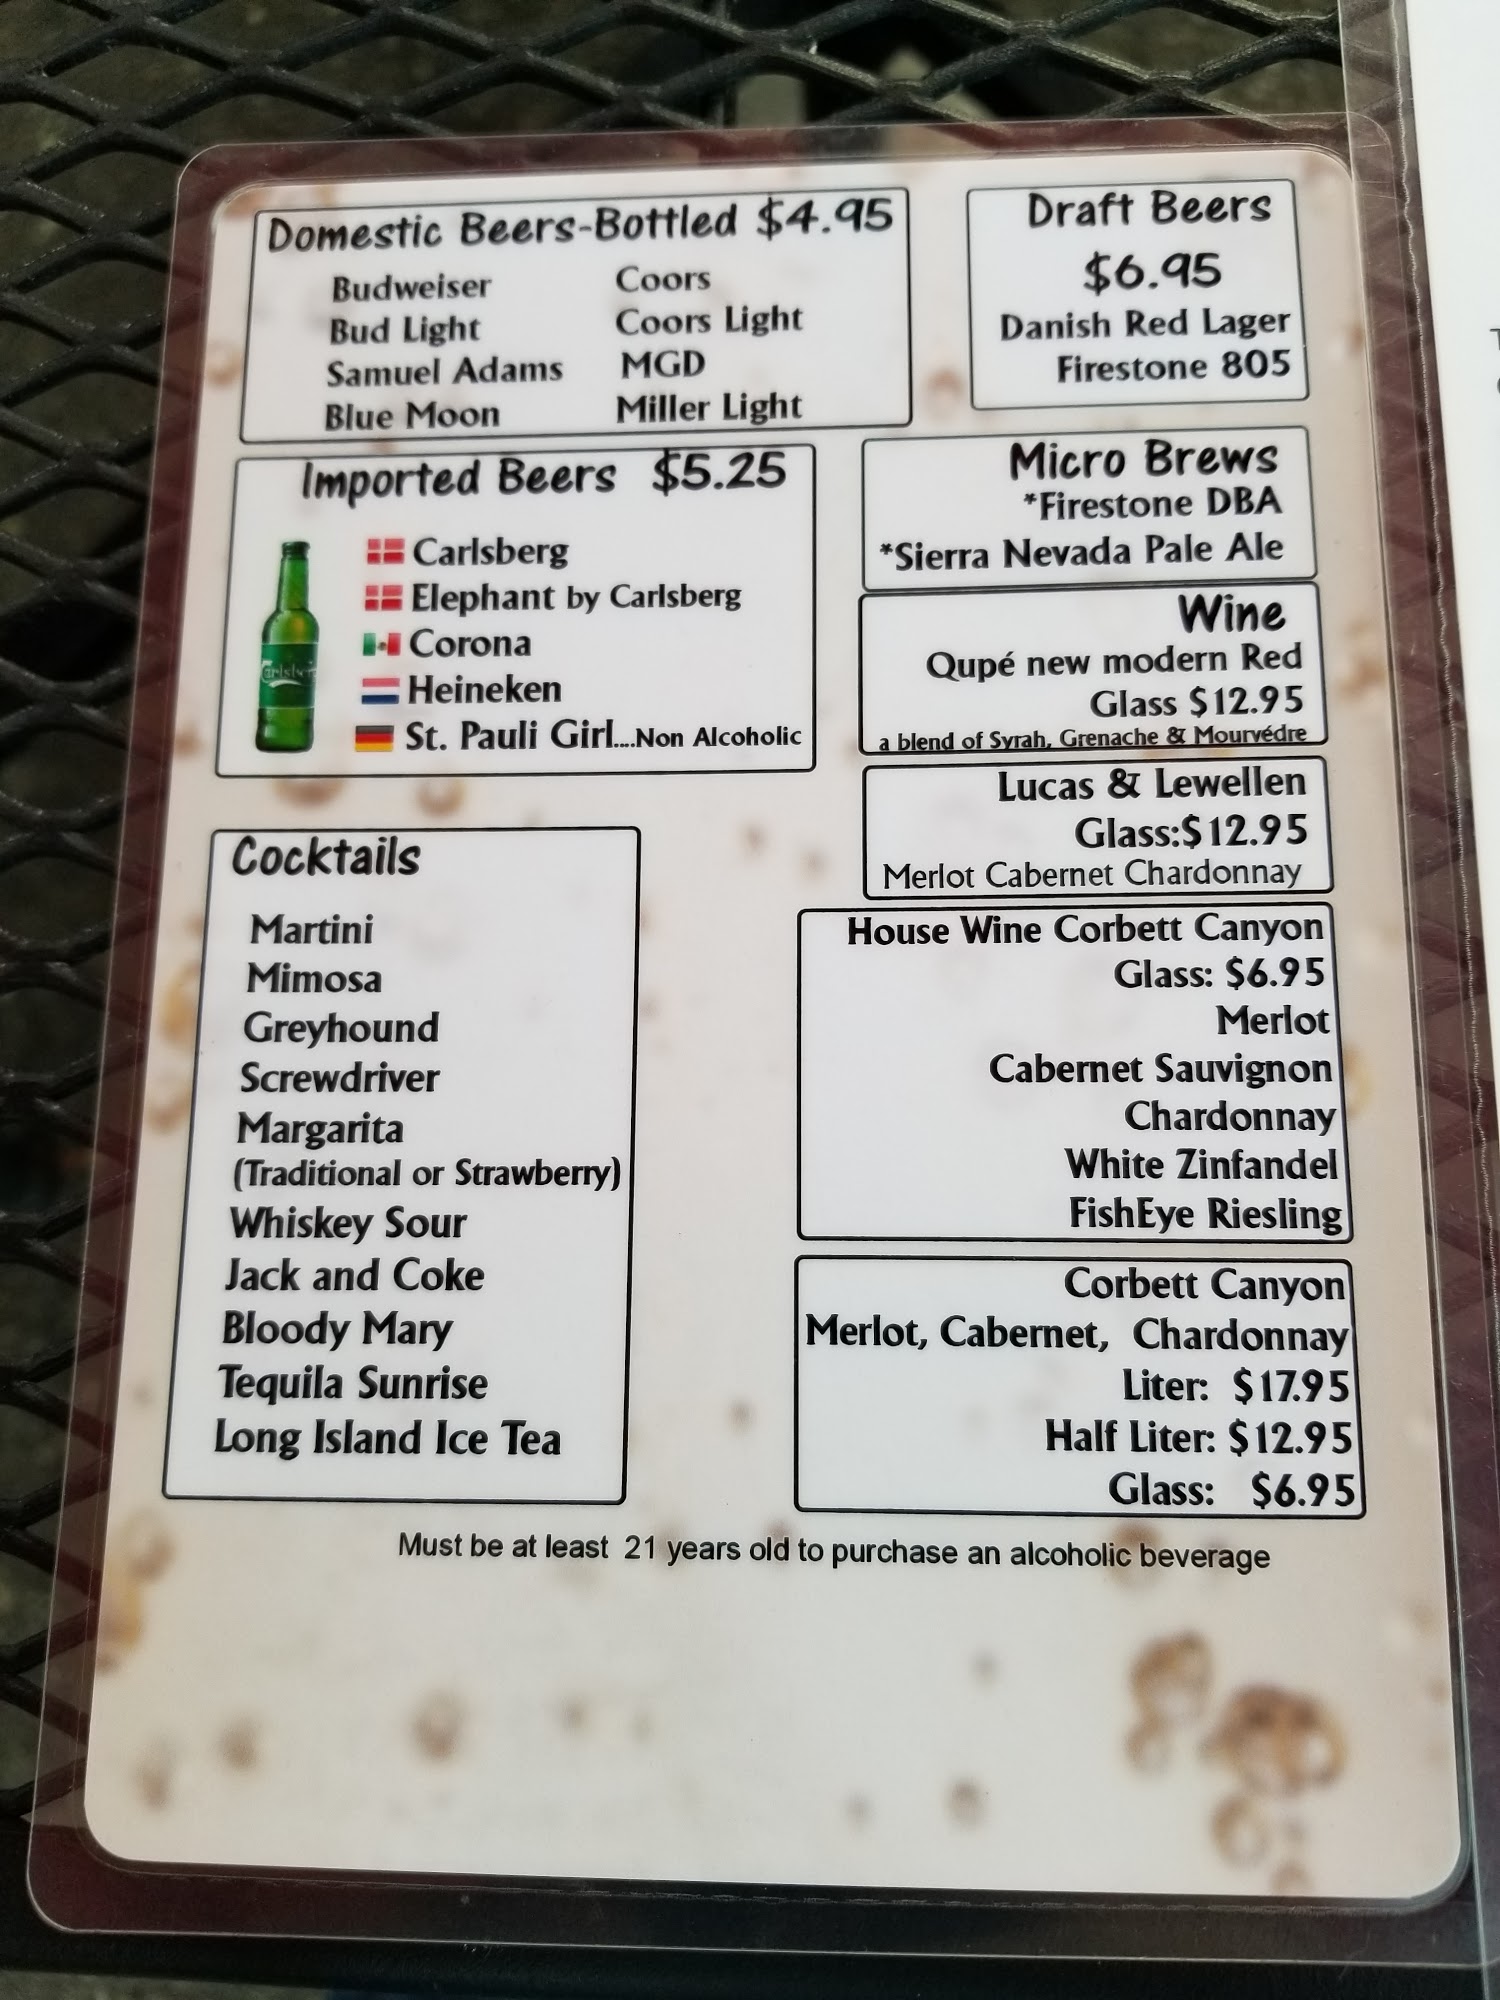 Domestic Beers-Bottled $4.95
Budweiser
Bud Light
Samuel Adams
Blue Moon
Coors
Coors Light
MGD
Miller Light
Draft Beers
$6.95
Danish Red Lager
Firestone 805
Imported Beers $5.25
Carlsberg
Carlsberg
Elephant by Carlsberg
Corona
Heineken
St. Pauli Girl....Non Alcoholic
Micro Brews
*Firestone DBA
*Sierra Nevada Pale Ale
Wine
Qupé new modern Red
Glass $12.95
a blend of Syrah, Grenache & Mourvédre
Lucas & Lewellen
Glass:$12.95
Merlot Cabernet Chardonnay
Cocktails
Martini
Mimosa
Greyhound
Screwdriver
Margarita
(Traditional or Strawberry)
Whiskey Sour
Jack and Coke
Bloody Mary
Tequila Sunrise
Long Island Ice Tea
House Wine Corbett Canyon
Glass: $6.95
Merlot
Cabernet Sauvignon
Chardonnay
White Zinfandel
FishEye Riesling
Corbett Canyon
Merlot, Cabernet, Chardonnay
Liter: $17.95
Half Liter: $12.95
Glass: $6.95
Must be at least 21 years old to purchase an alcoholic beverage